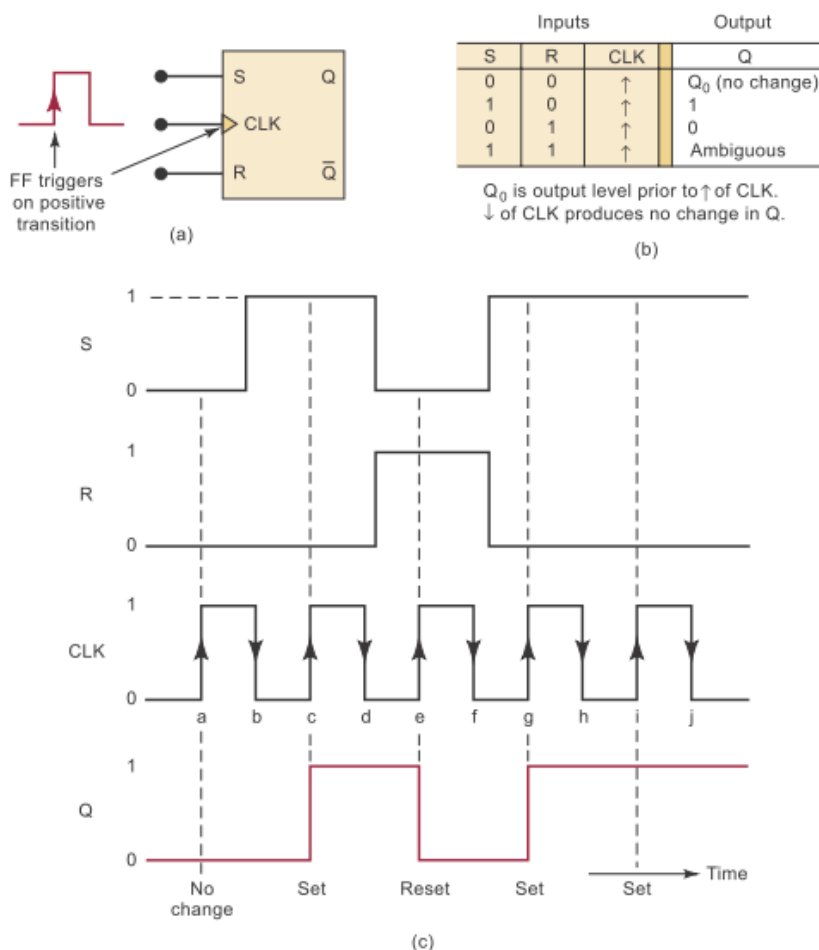 (a)
S Q
CLK
R Q̅
FF triggers
on positive
transition
Inputs Output
S R CLK Q
0 0 ↑ Q₀ (no change)
1 0 ↑ 1
0 1 ↑ 0
1 1 ↑ Ambiguous
Q₀ is output level prior to ↑ of CLK.
↓ of CLK produces no change in Q.
(b)
1
S
0
1
R
0
1
CLK
0
a b c d e f g h i j
1
Q
0
Time
No change Set Reset Set Set
(c)